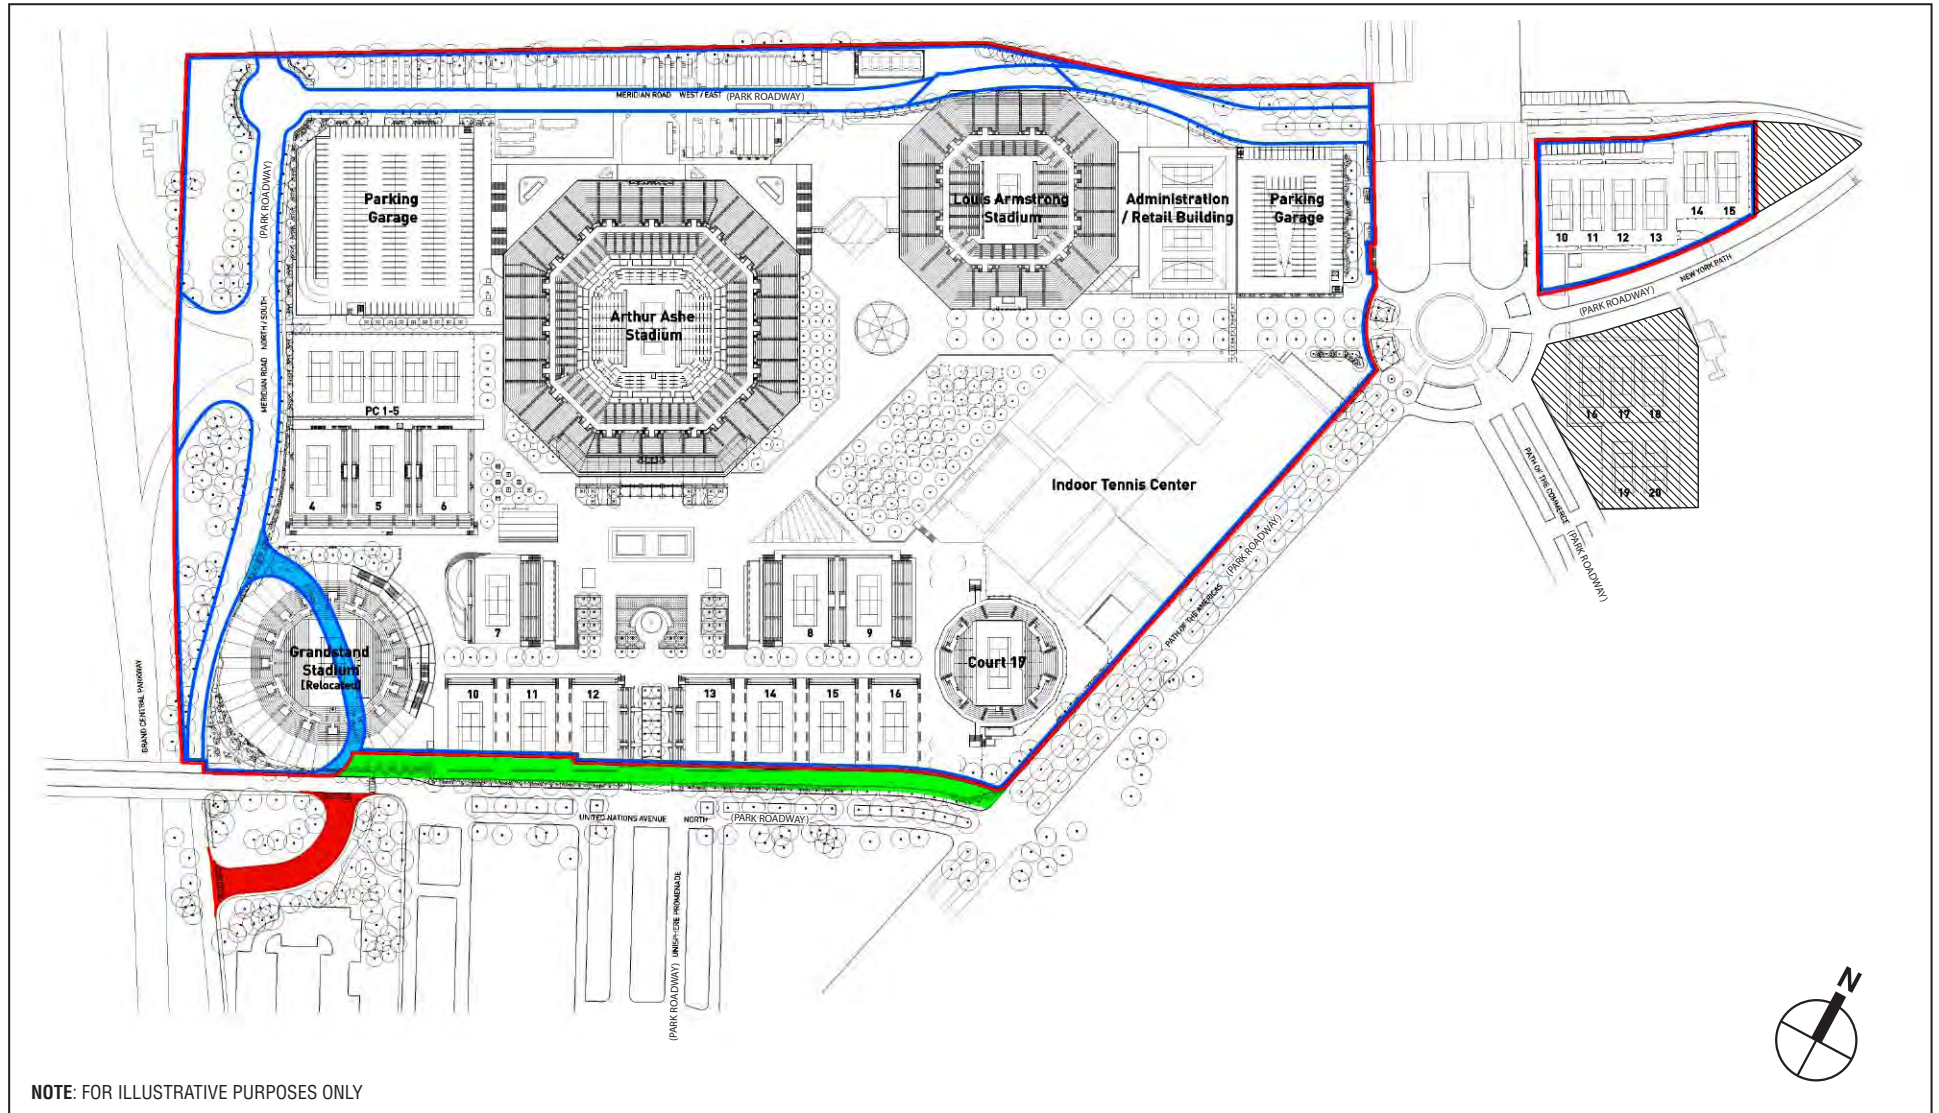 MERIDIAN ROAD WEST / EAST (PARK ROADWAY)
(PARK ROADWAY)
MERIDIAN ROAD NORTH / SOUTH
Parking
Garage
Louis Armstrong
Stadium
Administration
/ Retail Building
Parking
Garage
14 15
10 11 12 13
NEW YORK PATH
(PARK ROADWAY)
Arthur Ashe
Stadium
PC 1-5
16 17 18
19 20
PATH OF THE COMMERCE
(PARK ROADWAY)
4 5 6
Indoor Tennis Center
PATH OF THE AMERICAS (PARK ROADWAY)
7
8 9
Grandstand
Stadium
[Relocated]
Court 17
GRAND CENTRAL PARKWAY
10 11 12 13 14 15 16
UNITED NATIONS AVENUE NORTH (PARK ROADWAY)
(PARK ROADWAY) UNISPHERE PROMENADE
N
NOTE: FOR ILLUSTRATIVE PURPOSES ONLY